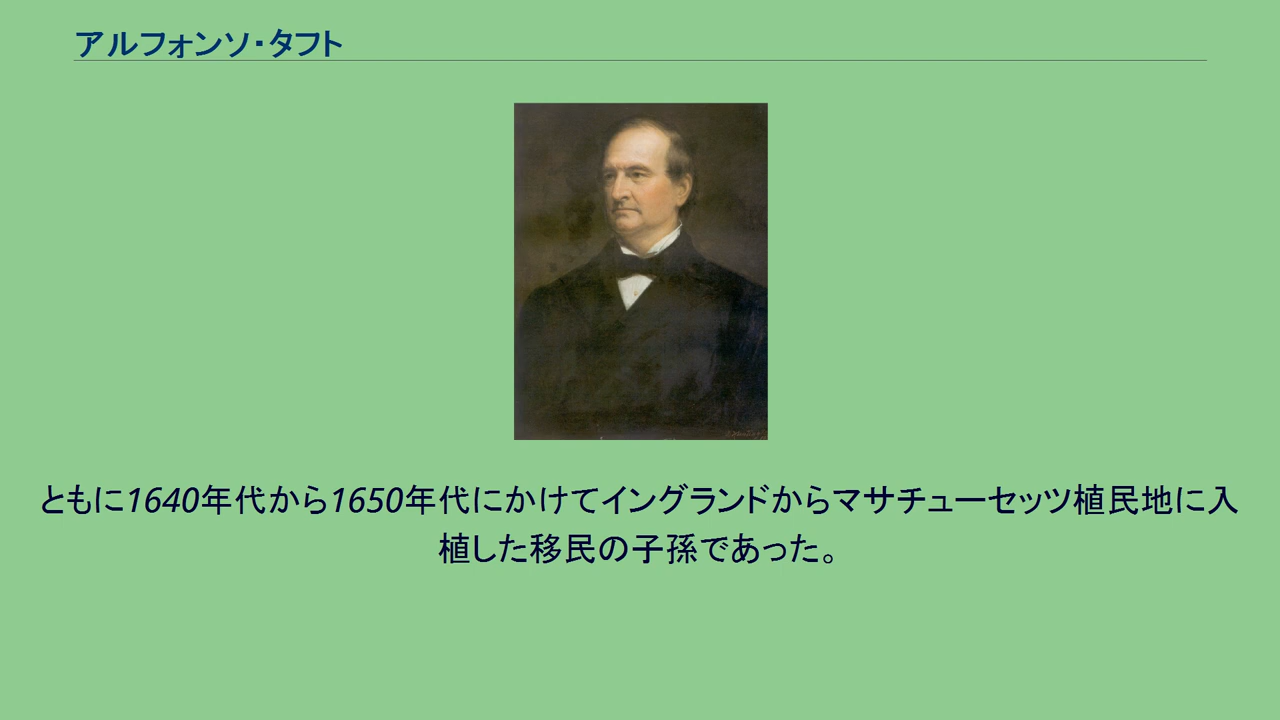 アルフォンソ・タフト
ともに1640年代から1650年代にかけてイングランドからマサチューセッツ植民地に入
植した移民の子孫であった。